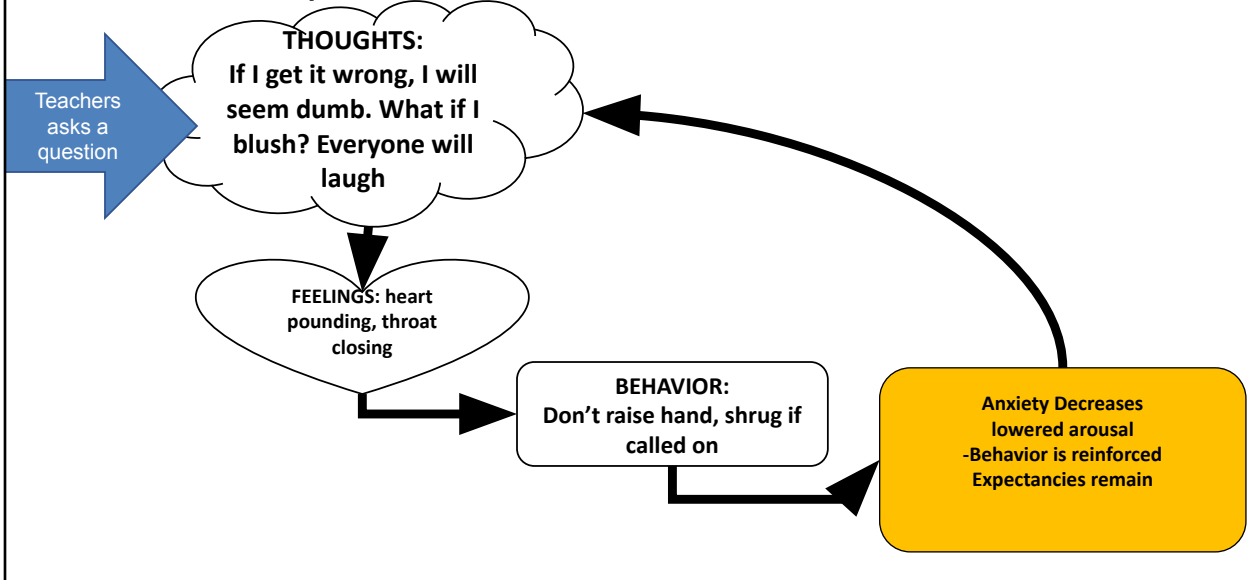 Teachers
asks a
question
THOUGHTS:
If I get it wrong, I will
seem dumb. What if I
blush? Everyone will
laugh
FEELINGS: heart
pounding, throat
closing
BEHAVIOR:
Don’t raise hand, shrug if
called on
Anxiety Decreases
lowered arousal
-Behavior is reinforced
Expectancies remain